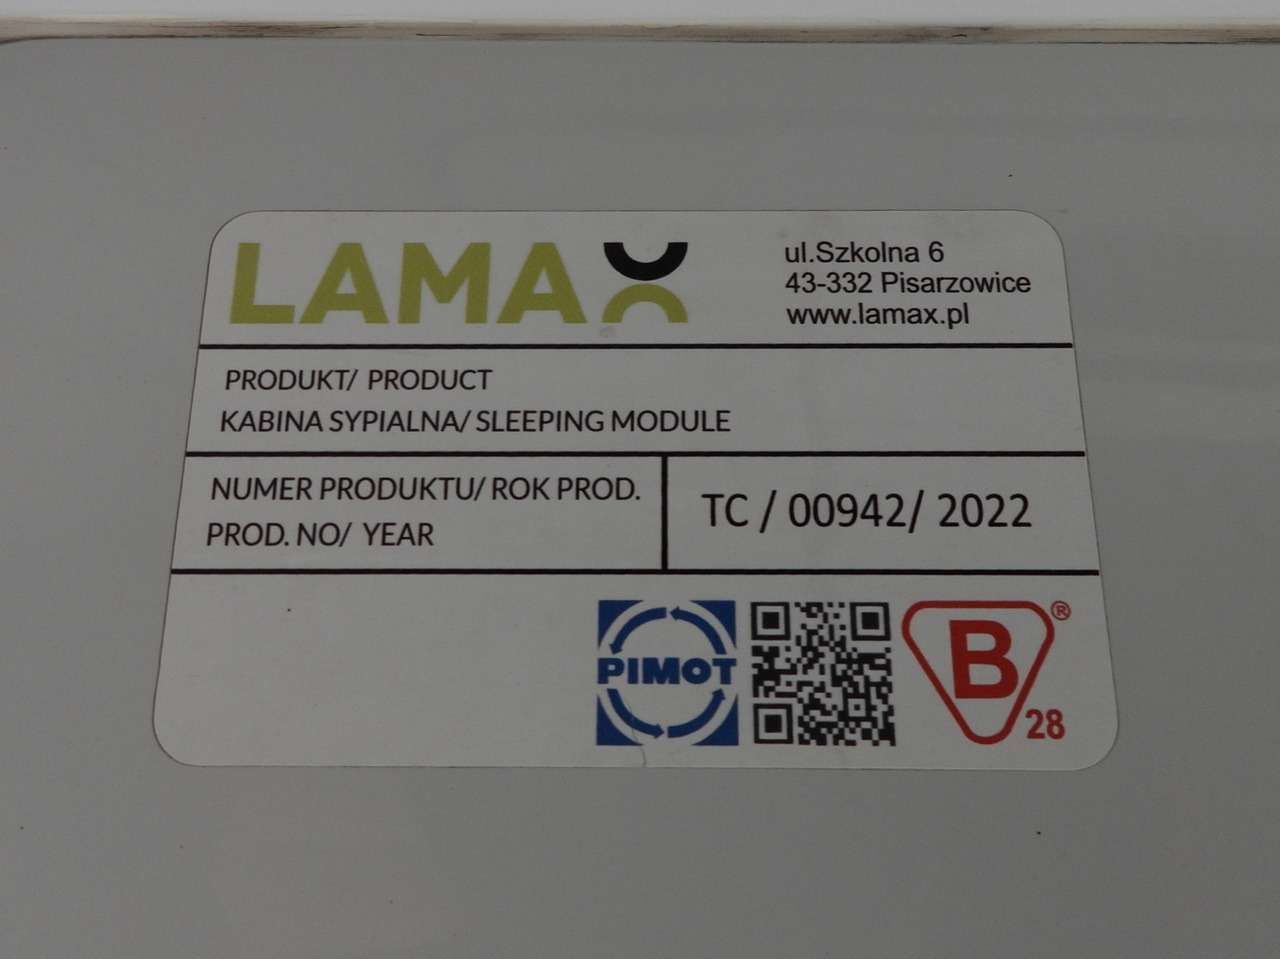 LAMAX
ul.Szkolna 6
43-332 Pisarzowice
www.lamax.pl
PRODUKT/ PRODUCT
KABINA SYPIALNA/ SLEEPING MODULE
NUMER PRODUKTU/ ROK PROD.
PROD. NO/ YEAR
TC / 00942/ 2022
PIMOT
B ®
28